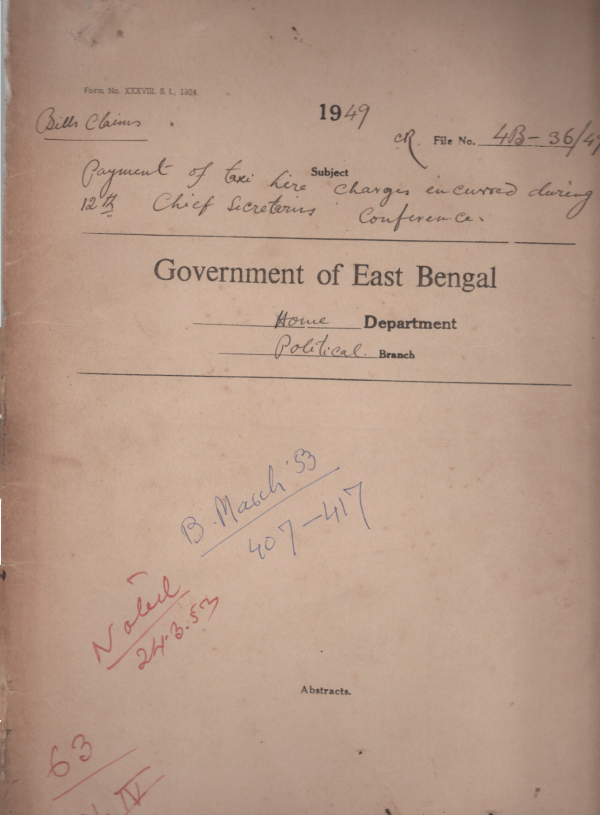 Form. No. XXXVIII. S. I., 1924.
Bills Claims
1949
CR. File No. 4B-36/49
Subject
Payment of taxi hire charges incurred during
12th Chief Secretaries Conference.
Government of East Bengal
Home Department
Political Branch
B. March '53
407-417
Noted
24.3.53
Abstracts.
63
IV